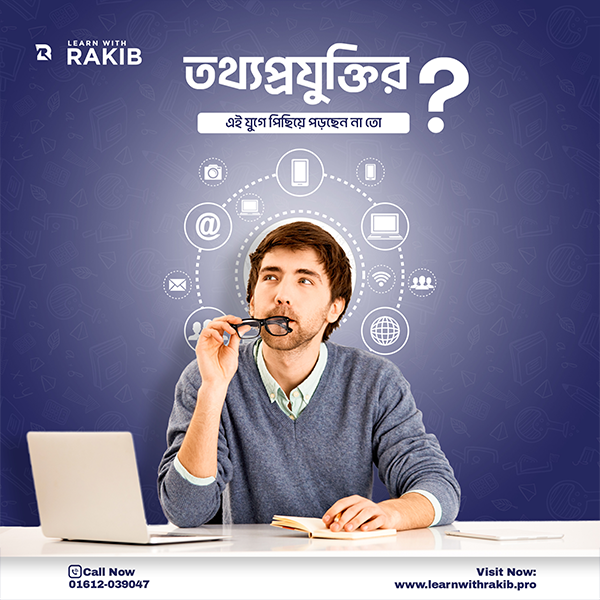 LEARN WITH
RAKIB
তথ্যপ্রযুক্তির ?
এই যুগে পিছিয়ে পড়ছেন না তো
@
Call Now
01612-039047
Visit Now:
www.learnwithrakib.pro